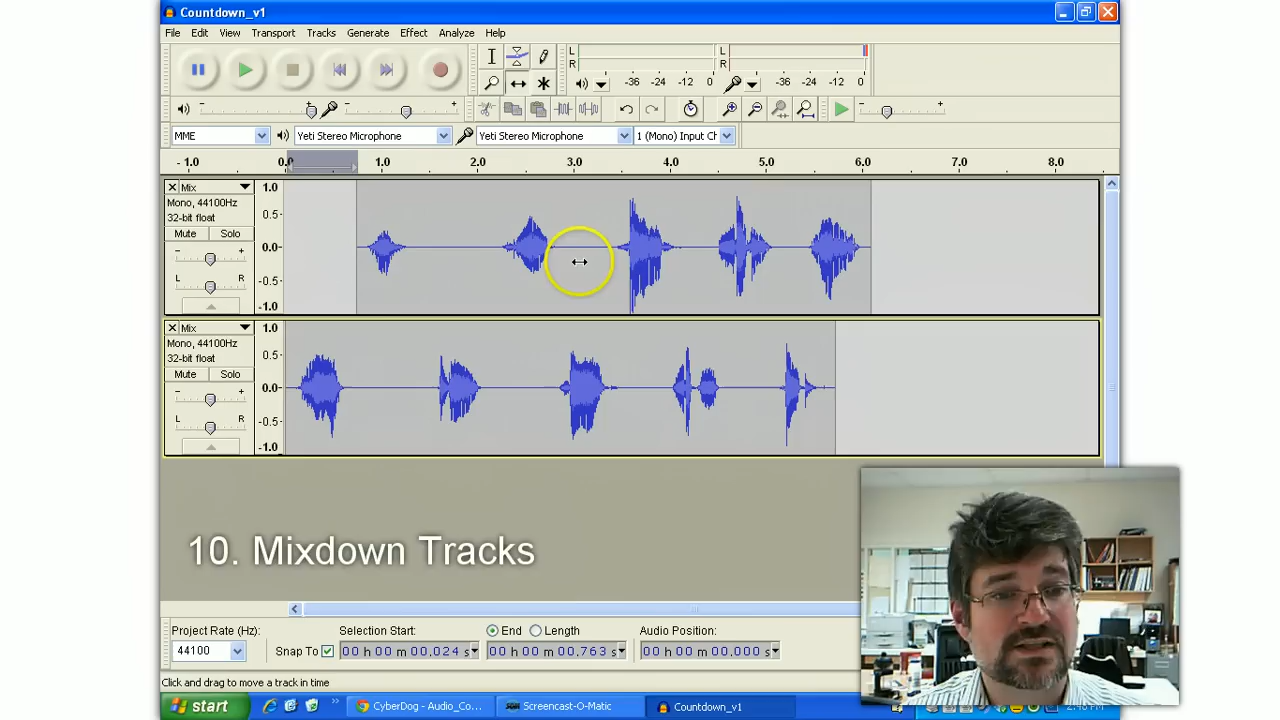 Countdown_v1
File Edit View Transport Tracks Generate Effect Analyze Help
L
R
-36 -24 -12 0
L
R
-36 -24 -12 0
MME
Yeti Stereo Microphone
Yeti Stereo Microphone
1 (Mono) Input Ch
-1.0 0.0 1.0 2.0 3.0 4.0 5.0 6.0 7.0 8.0
Mix
Mono, 44100Hz
32-bit float
Mute Solo
- +
L R
1.0
0.5
0.0
-0.5
-1.0
Mix
Mono, 44100Hz
32-bit float
Mute Solo
- +
L R
1.0
0.5
0.0
-0.5
-1.0
10. Mixdown Tracks
Project Rate (Hz):
44100
Snap To
Selection Start:
00 h 00 m 00.024 s
End Length
00 h 00 m 00.763 s
Audio Position:
00 h 00 m 00.000 s
Click and drag to move a track in time
start
CyberDog - Audio_Co...
Screencast-O-Matic
Countdown_v1